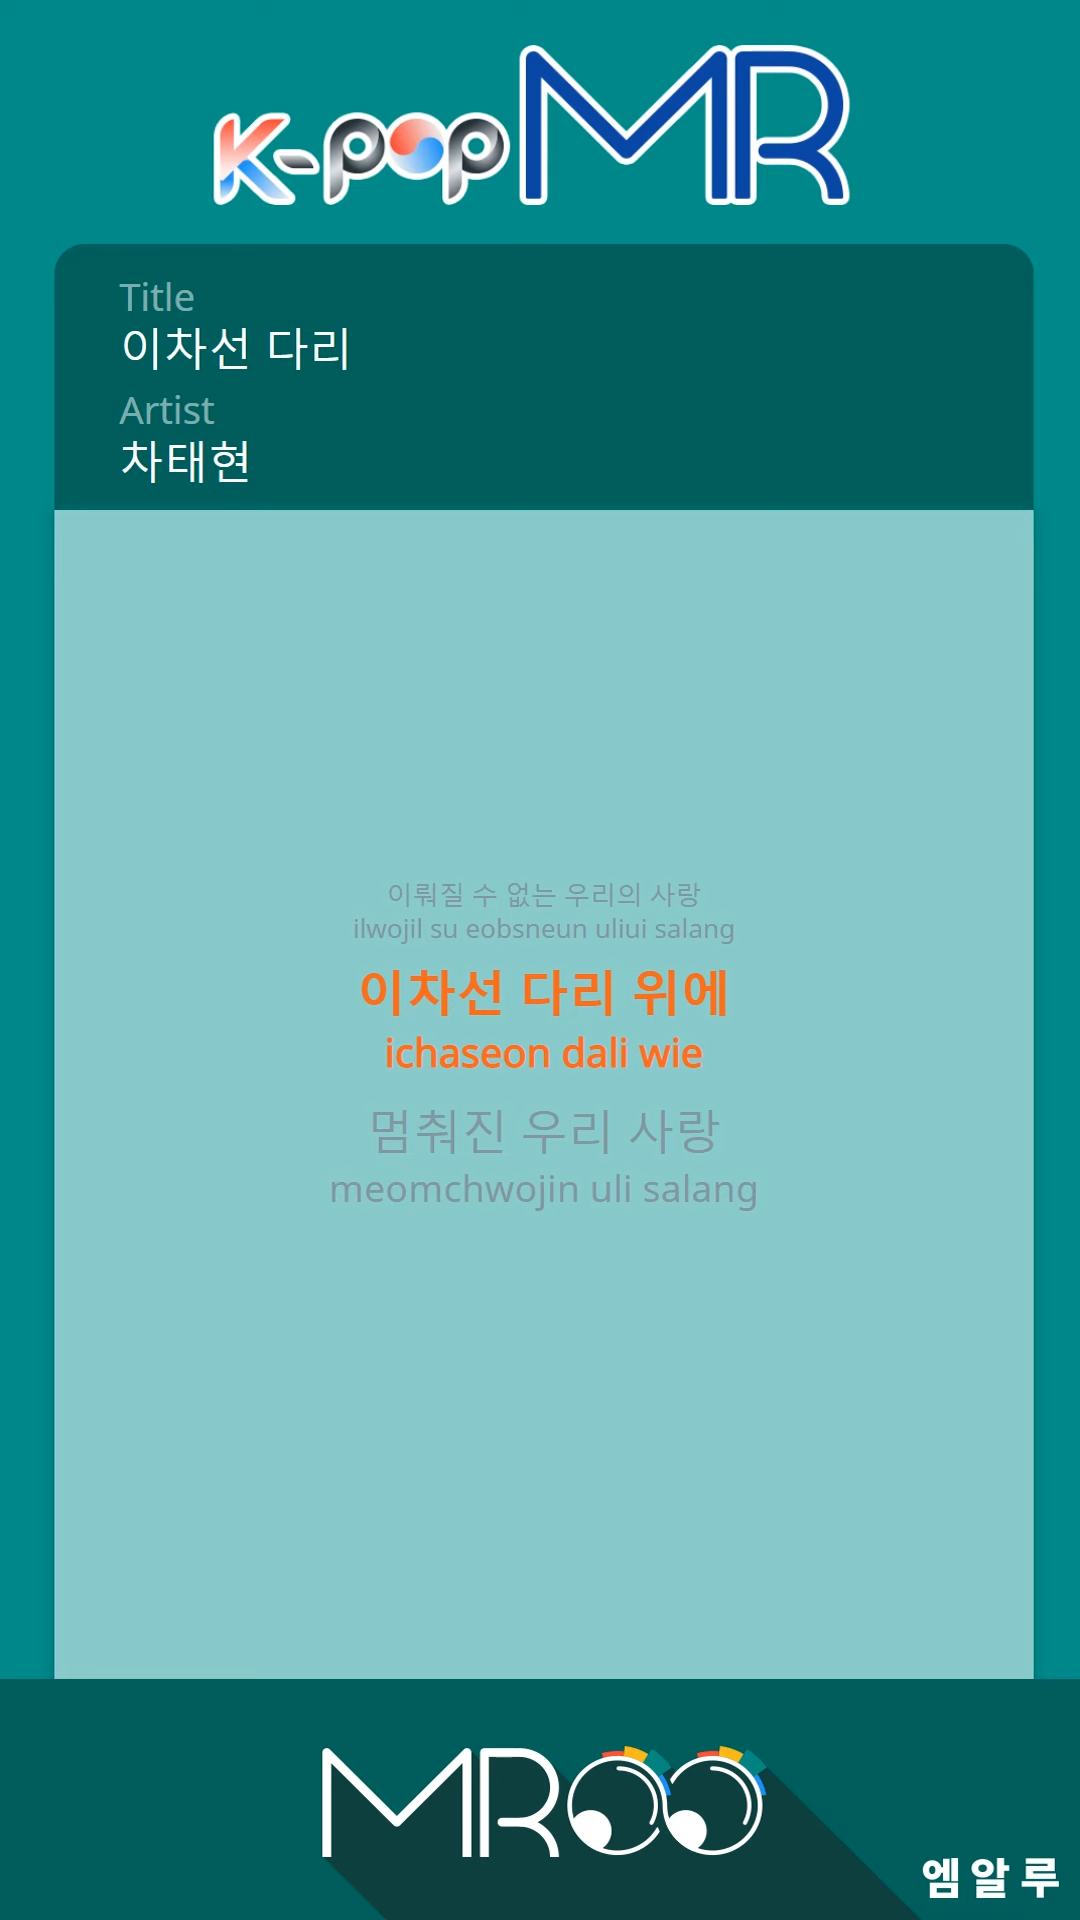 K-pop MR
Title
이차선 다리
Artist
차태현
이뤄질 수 없는 우리의 사랑
ilwojil su eobsneun uliui salang
이차선 다리 위에
ichaseon dali wie
멈춰진 우리 사랑
meomchwojin uli salang
MROO
엠알루